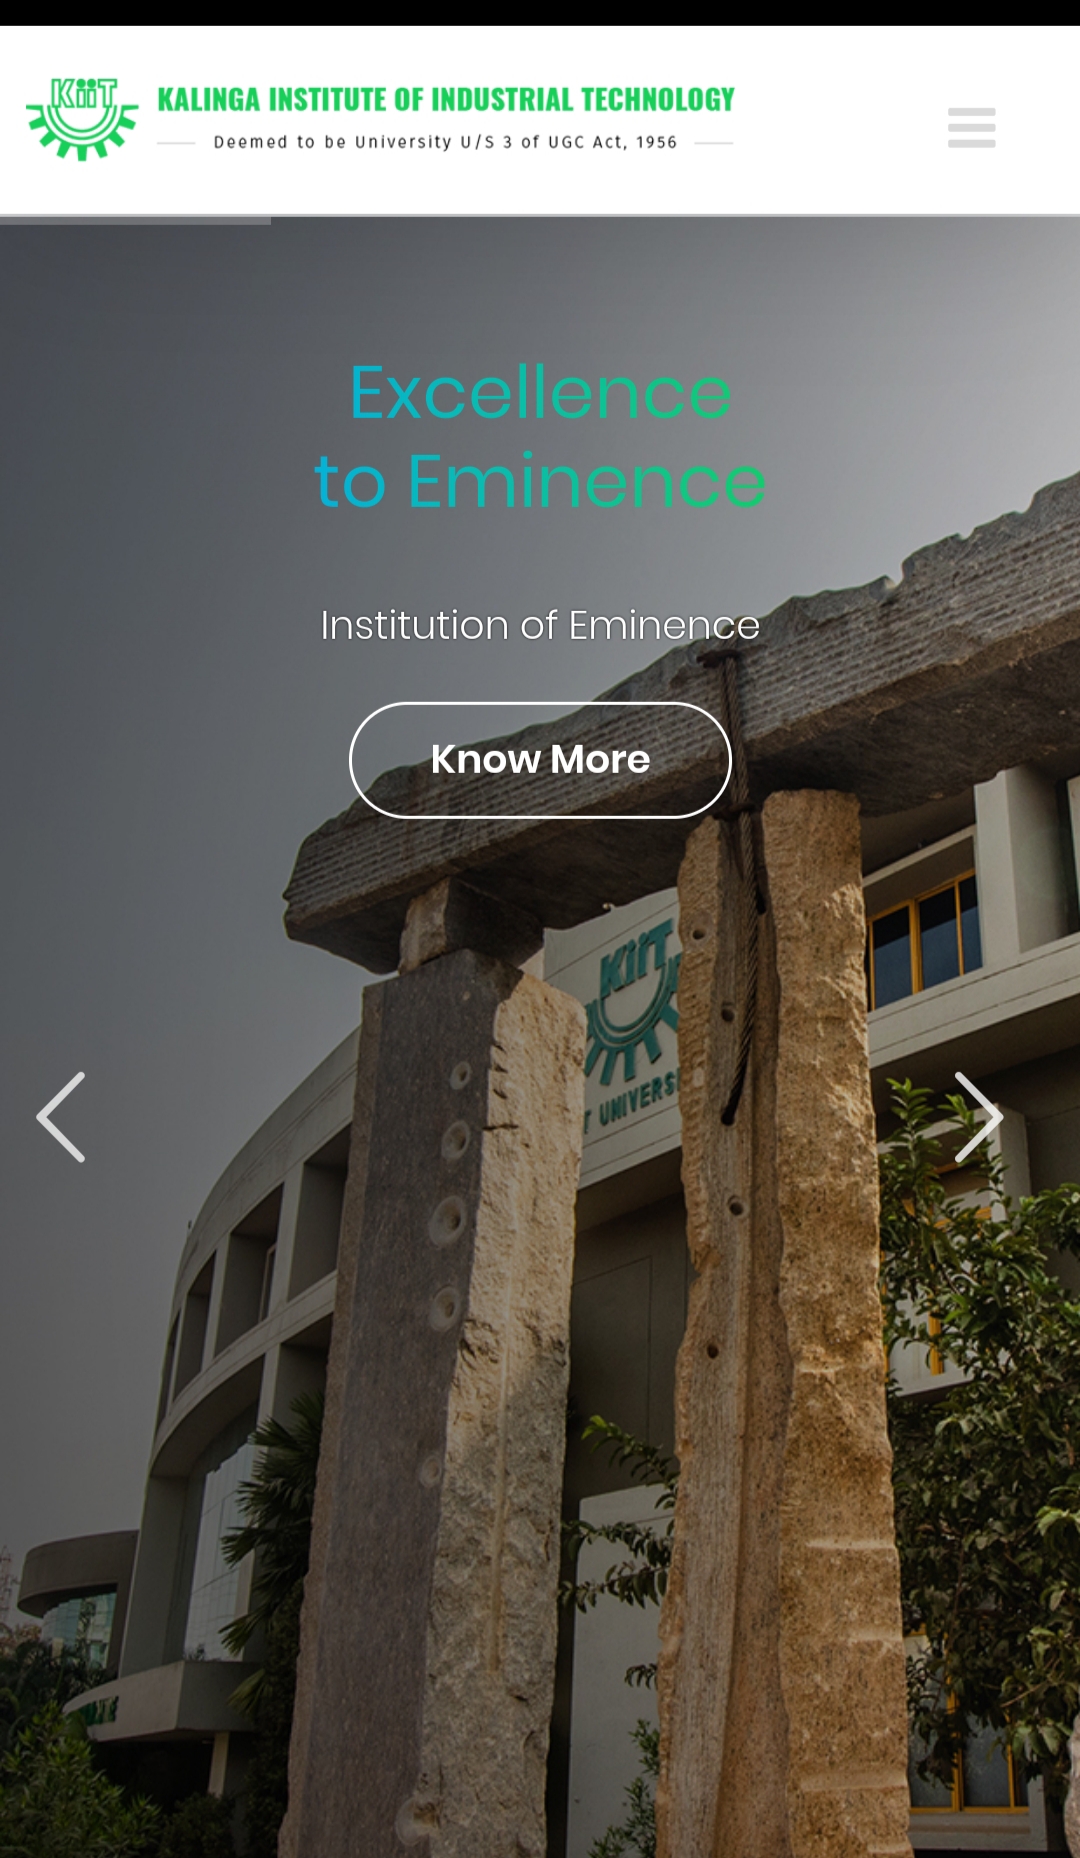 KiiT
KALINGA INSTITUTE OF INDUSTRIAL TECHNOLOGY
Deemed to be University U/S 3 of UGC Act, 1956
Excellence
to Eminence
Institution of Eminence
Know More
KiiT